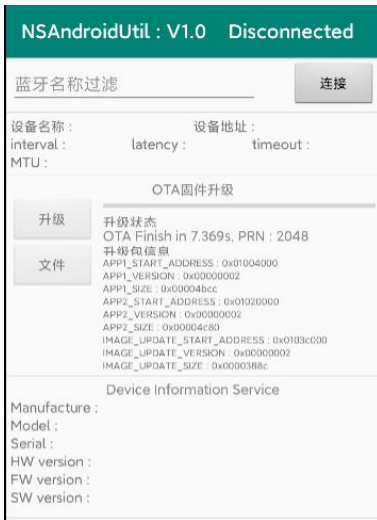 NSAndroidUtil : V1.0 Disconnected
蓝牙名称过滤 连接
设备名称 : 设备地址 :
interval : latency : timeout :
MTU :
OTA固件升级
升级
升级状态
OTA Finish in 7.369s, PRN : 2048
文件
升级包信息
APP1_START_ADDRESS : 0x01004000
APP1_VERSION : 0x00000002
APP1_SIZE : 0x00004bcc
APP2_START_ADDRESS : 0x01020000
APP2_VERSION : 0x00000002
APP2_SIZE : 0x00004c80
IMAGE_UPDATE_START_ADDRESS : 0x0103c000
IMAGE_UPDATE_VERSION : 0x00000002
IMAGE_UPDATE_SIZE : 0x0000388c
Device Information Service
Manufacture :
Model :
Serial :
HW version :
FW version :
SW version :